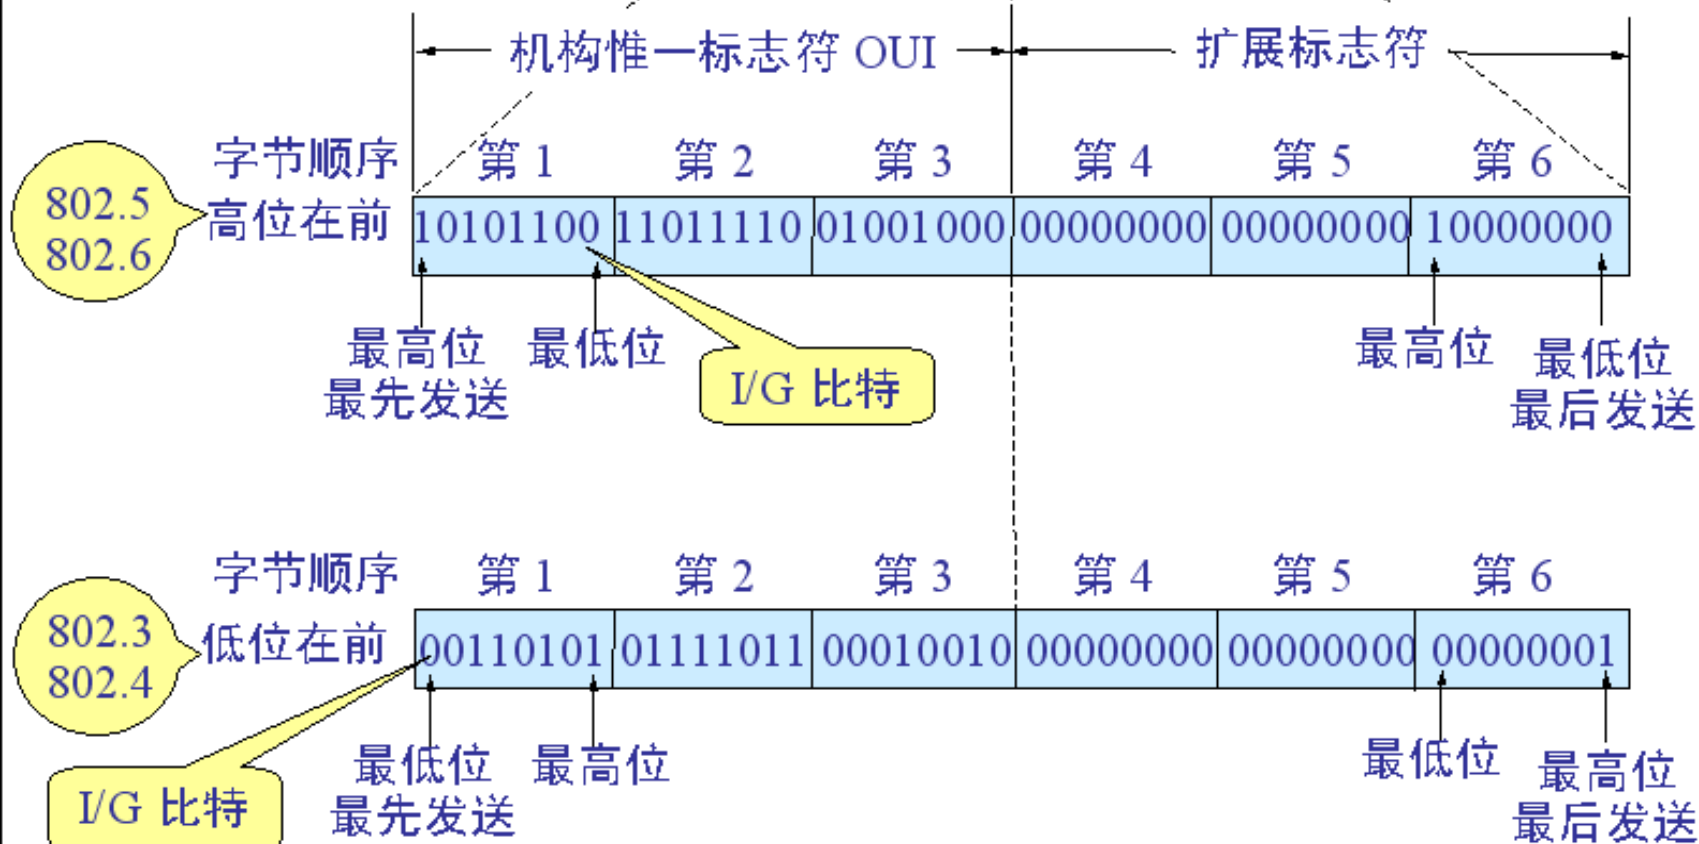 机构惟一标志符 OUI
扩展标志符
字节顺序 第 1 第 2 第 3 第 4 第 5 第 6
802.5
802.6
高位在前 10101100 11011110 01001000 00000000 00000000 10000000
最高位
最先发送
最低位
I/G 比特
最高位
最低位
最后发送
字节顺序 第 1 第 2 第 3 第 4 第 5 第 6
802.3
802.4
低位在前 00110101 01111011 00010010 00000000 00000000 00000001
I/G 比特
最低位
最先发送
最高位
最低位
最高位
最后发送